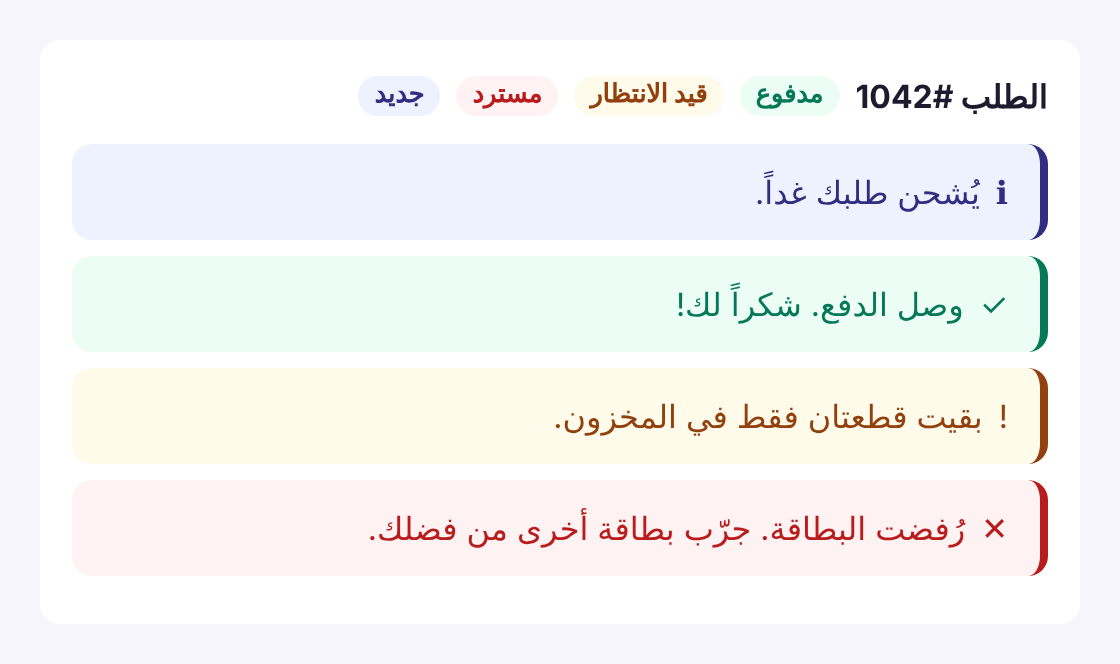 الطلب #1042 مدفوع قيد الانتظار مسترد جديد
ℹ يُشحن طلبك غداً.
✓ وصل الدفع. شكراً لك!
! بقيت قطعتان فقط في المخزون.
✕ رُفضت البطاقة. جرّب بطاقة أخرى من فضلك.